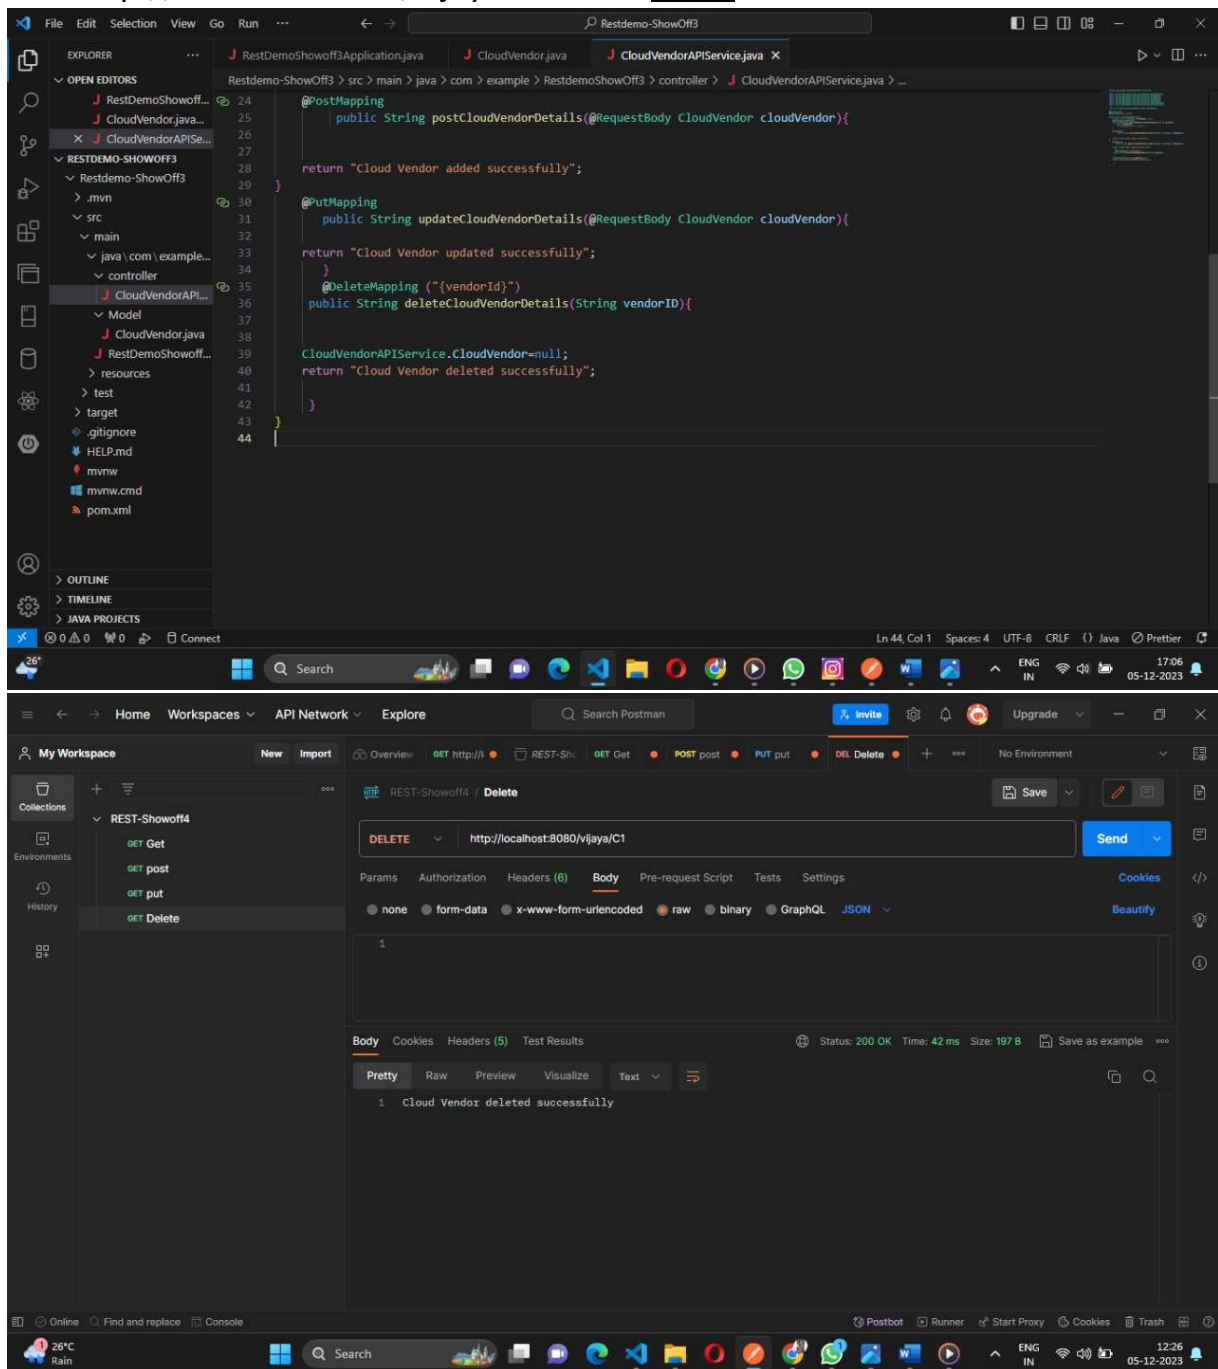 File Edit Selection View Go Run ··· Restdemo-ShowOff3
EXPLORER ··· RestDemoShowoff3Application.java CloudVendor.java CloudVendorAPIService.java
OPEN EDITORS
Restdemo-ShowOff3 > src > main > java > com > example > RestdemoShowOff3 > controller > CloudVendorAPIService.java > ...
RestDemoShowoff...
CloudVendor.java...
CloudVendorAPISe...
RESTDEMO-SHOWOFF3
Restdemo-ShowOff3
.mvn
src
main
java\com\example...
controller
CloudVendorAPI...
Model
CloudVendor.java
RestDemoShowoff...
resources
test
target
.gitignore
HELP.md
mvnw
mvnw.cmd
pom.xml
OUTLINE
TIMELINE
JAVA PROJECTS
24 @PostMapping
25 public String postCloudVendorDetails(@RequestBody CloudVendor cloudVendor){
26
27
28 return "Cloud Vendor added successfully";
29 }
30 @PutMapping
31 public String updateCloudVendorDetails(@RequestBody CloudVendor cloudVendor){
32
33 return "Cloud Vendor updated successfully";
34 }
35 @DeleteMapping ("{vendorId}")
36 public String deleteCloudVendorDetails(String vendorID){
37
38
39 CloudVendorAPIService.CloudVendor=null;
40 return "Cloud Vendor deleted successfully";
41
42 }
43 }
44
0 0 0 Connect Ln 44, Col 1 Spaces: 4 UTF-8 CRLF {} Java Prettier
26° Search ENG IN 17:06 05-12-2023
Home Workspaces API Network Explore Search Postman Invite Upgrade
My Workspace New Import Overview GET http:// REST-Sho GET Get POST post PUT put DEL Delete + No Environment
Collections
Environments
History
REST-Showoff4
GET Get
GET post
GET put
GET Delete
HTTP REST-Showoff4 / Delete Save
DELETE http://localhost:8080/vijaya/C1 Send
Params Authorization Headers (6) Body Pre-request Script Tests Settings Cookies
none form-data x-www-form-urlencoded raw binary GraphQL JSON Beautify
1
Body Cookies Headers (5) Test Results Status: 200 OK Time: 42 ms Size: 197 B Save as example
Pretty Raw Preview Visualize Text
1 Cloud Vendor deleted successfully
Online Find and replace Console Postbot Runner Start Proxy Cookies Trash
26°C Rain Search ENG IN 12:26 05-12-2023